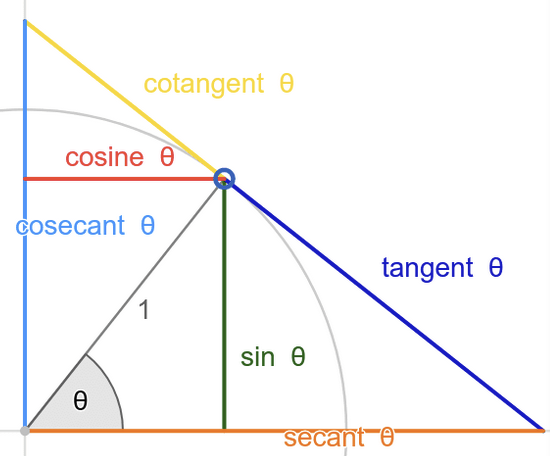 cotangent θ
cosine θ
cosecant θ
tangent θ
1
sin θ
θ
secant θ